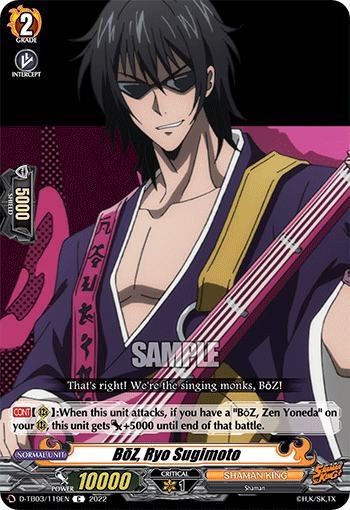 2
GRADE
INTERCEPT
5000
SHIELD
SAMPLE
That's right! We're the singing monks, BōZ!
CONT【】:When this unit attacks, if you have a "BōZ, Zen Yoneda" on
your, this unit gets+5000 until end of that battle.
NORMAL UNIT
BōZ, Ryo Sugimoto
POWER 10000
CRITICAL
1
SHAMAN KING
Shaman
SHAMAN KING
D-TB03/119EN C 2022
©H.K/SK,TX